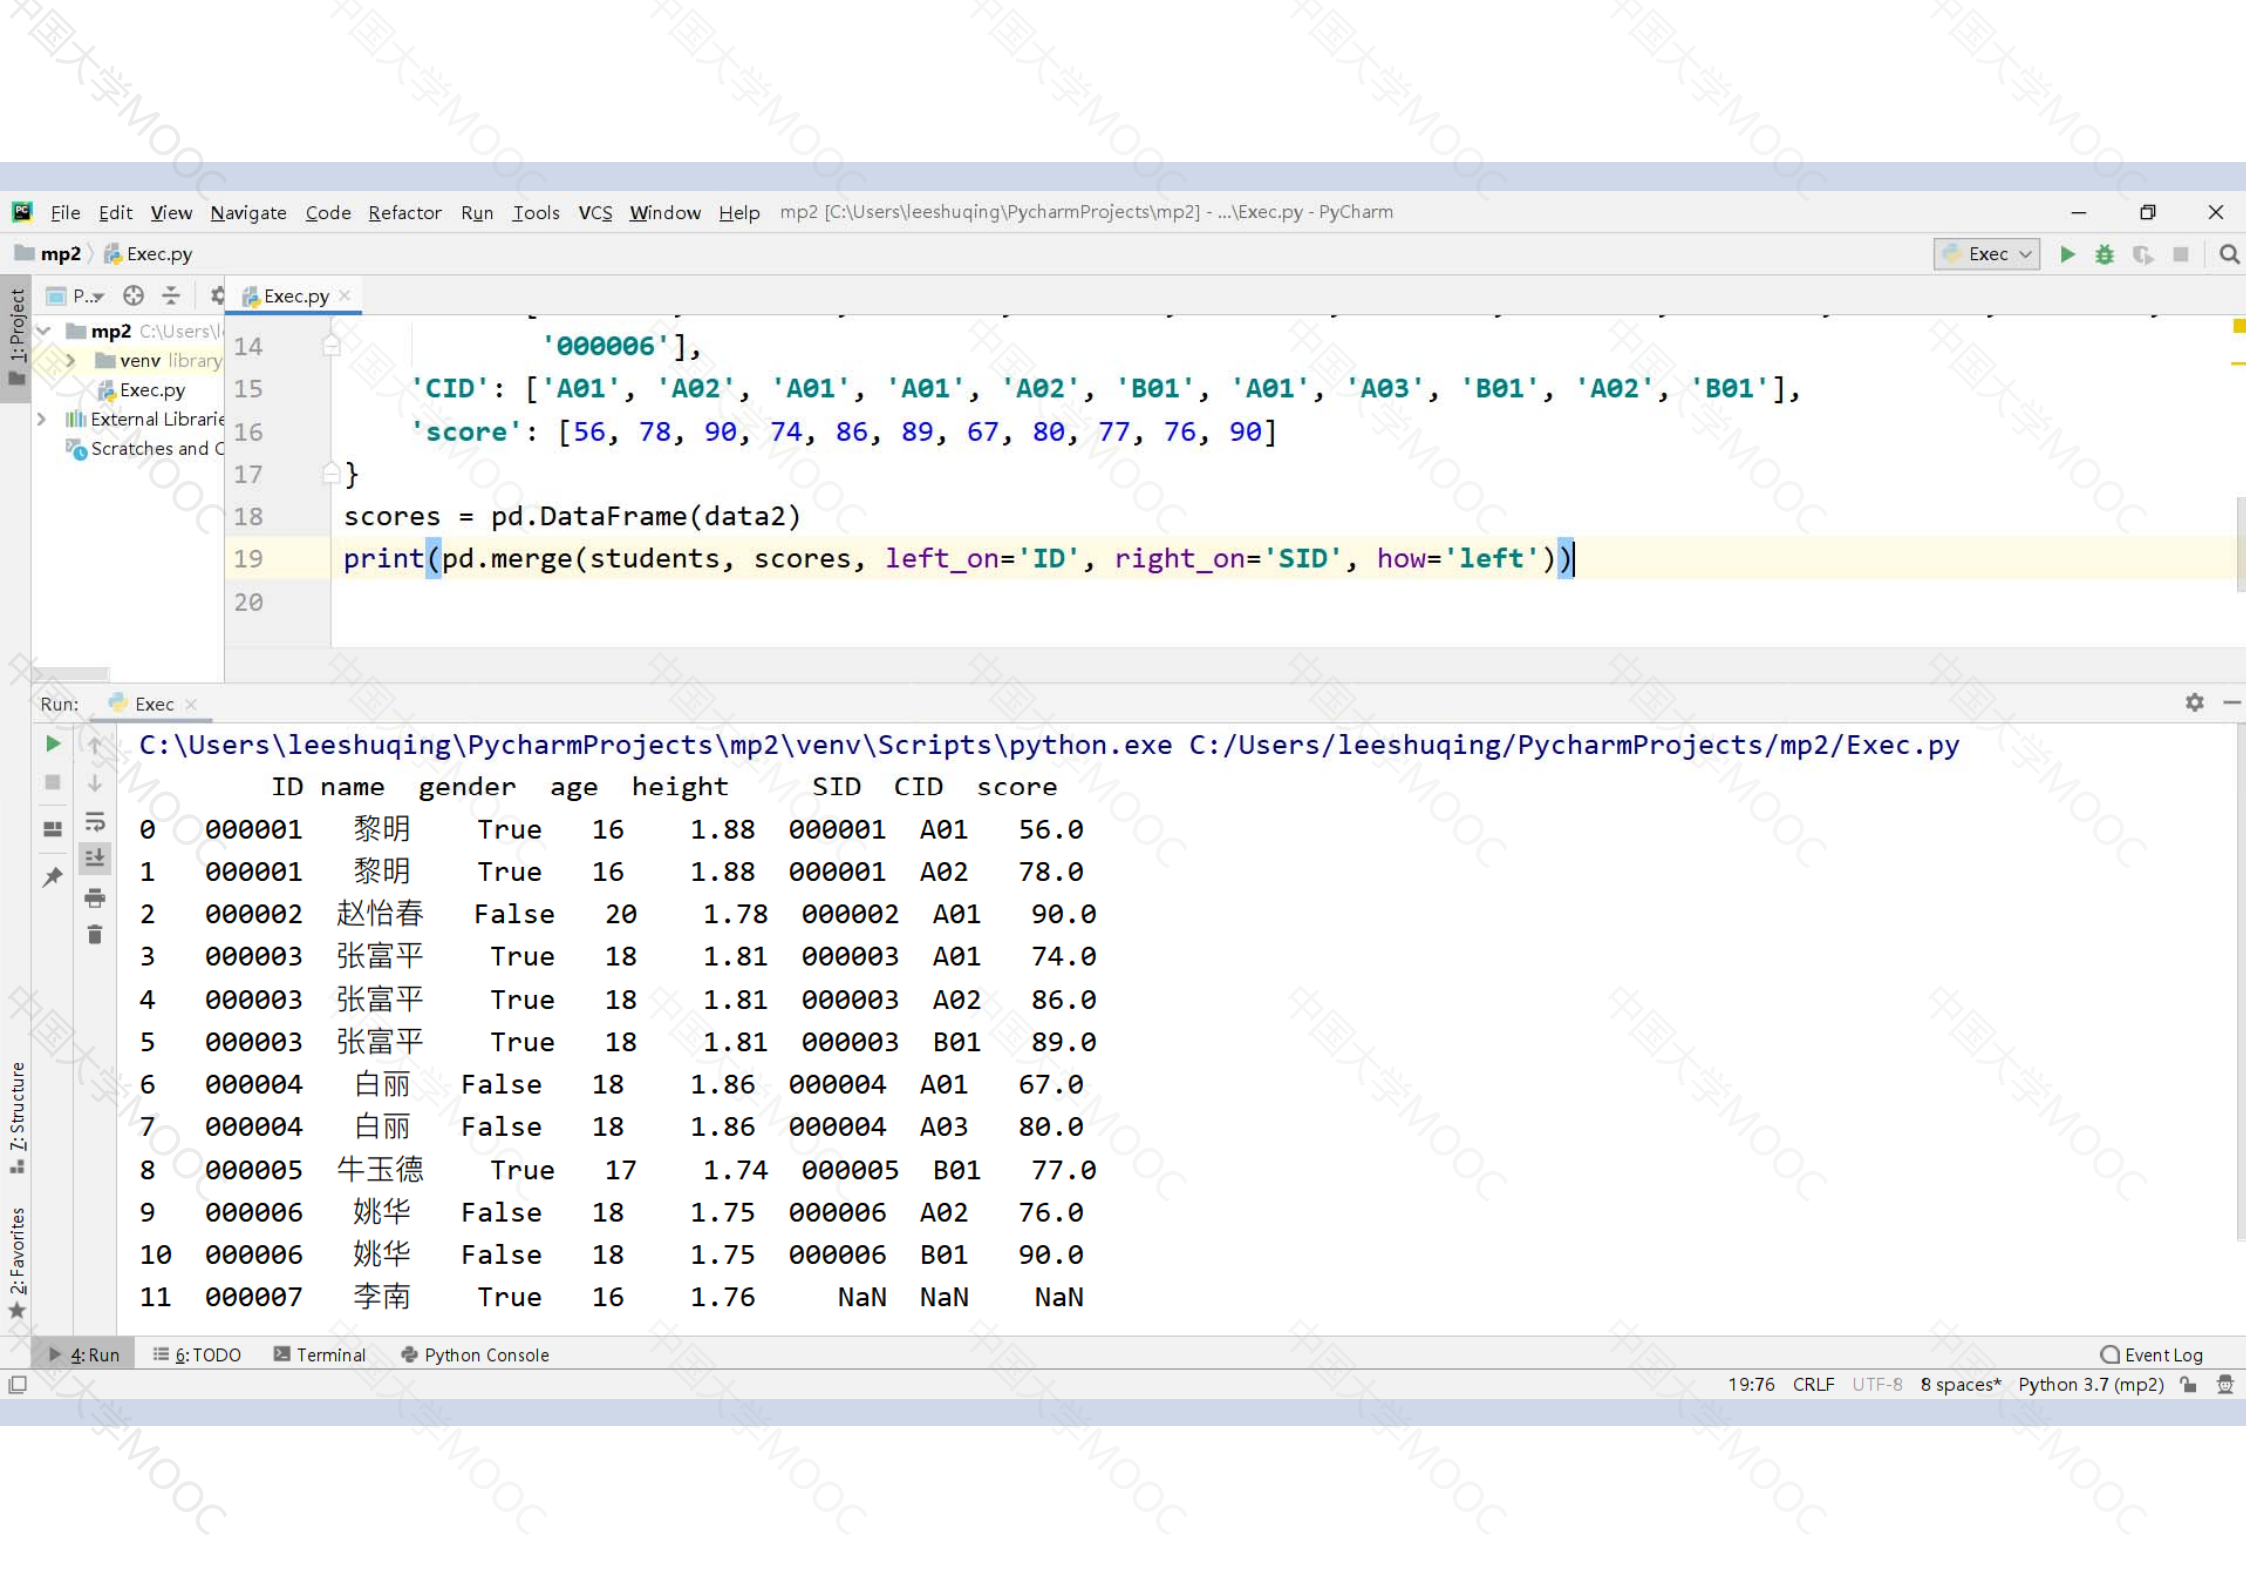 File Edit View Navigate Code Refactor Run Tools VCS Window Help mp2 [C:\Users\leeshuqing\PycharmProjects\mp2] - ...\Exec.py - PyCharm
mp2 Exec.py Exec
1: Project P.. Exec.py
mp2 C:\Users\l
venv library
Exec.py
External Librarie
Scratches and C
14 '000006'],
15 'CID': ['A01', 'A02', 'A01', 'A01', 'A02', 'B01', 'A01', 'A03', 'B01', 'A02', 'B01'],
16 'score': [56, 78, 90, 74, 86, 89, 67, 80, 77, 76, 90]
17 }
18 scores = pd.DataFrame(data2)
19 print(pd.merge(students, scores, left_on='ID', right_on='SID', how='left'))
20
Run: Exec
C:\Users\leeshuqing\PycharmProjects\mp2\venv\Scripts\python.exe C:/Users/leeshuqing/PycharmProjects/mp2/Exec.py
ID name gender age height SID CID score
0 000001 黎明 True 16 1.88 000001 A01 56.0
1 000001 黎明 True 16 1.88 000001 A02 78.0
2 000002 赵怡春 False 20 1.78 000002 A01 90.0
3 000003 张富平 True 18 1.81 000003 A01 74.0
4 000003 张富平 True 18 1.81 000003 A02 86.0
5 000003 张富平 True 18 1.81 000003 B01 89.0
6 000004 白丽 False 18 1.86 000004 A01 67.0
7 000004 白丽 False 18 1.86 000004 A03 80.0
8 000005 牛玉德 True 17 1.74 000005 B01 77.0
9 000006 姚华 False 18 1.75 000006 A02 76.0
10 000006 姚华 False 18 1.75 000006 B01 90.0
11 000007 李南 True 16 1.76 NaN NaN NaN
7: Structure
2: Favorites
4: Run 6: TODO Terminal Python Console Event Log
19:76 CRLF UTF-8 8 spaces* Python 3.7 (mp2)
中国大学MOOC